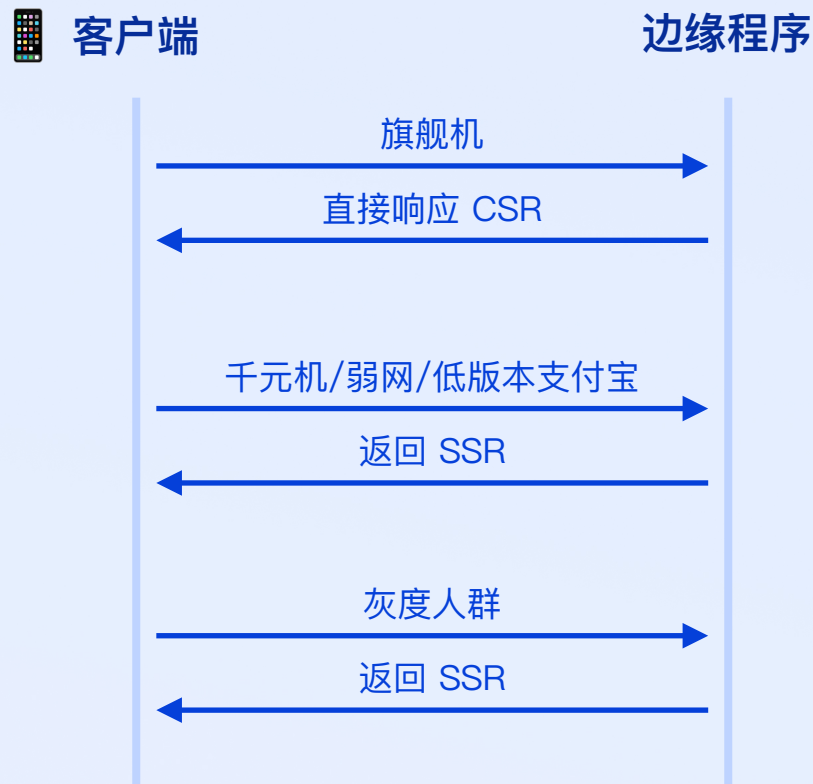 客户端
边缘程序
旗舰机
直接响应 CSR
千元机/弱网/低版本支付宝
返回 SSR
灰度人群
返回 SSR